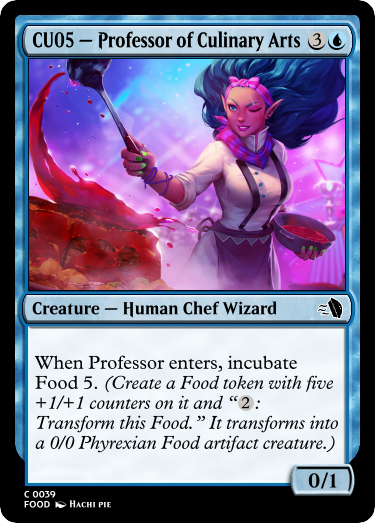 CU05 — Professor of Culinary Arts 3
Creature — Human Chef Wizard
When Professor enters, incubate
Food 5. (Create a Food token with five
+1/+1 counters on it and “2:
Transform this Food.” It transforms into
a 0/0 Phyrexian Food artifact creature.)
0/1
C 0039
FOOD HACHI PIE